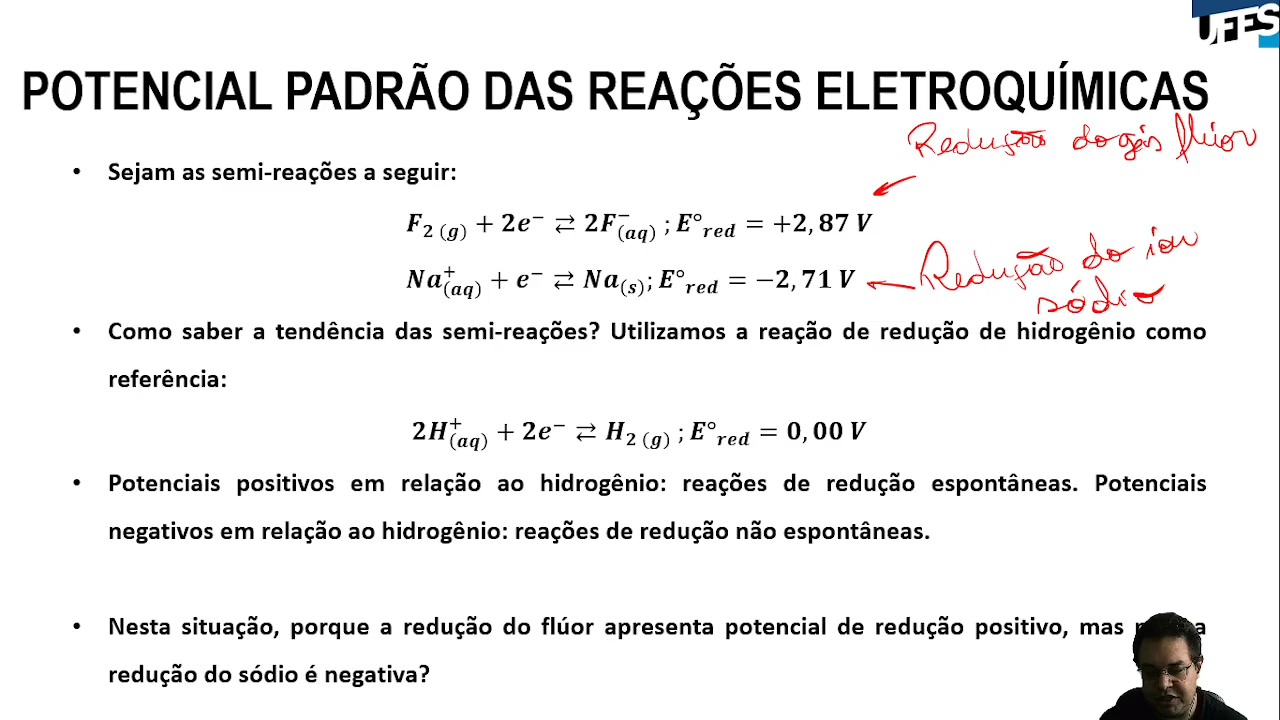 UFES
POTENCIAL PADRÃO DAS REAÇÕES ELETROQUÍMICAS
Redução do gás flúor
• Sejam as semi-reações a seguir:
F₂ (g) + 2e⁻ ⇄ 2F⁻(aq) ; E°red = +2,87 V
Na⁺(aq) + e⁻ ⇄ Na(s); E°red = −2,71 V
Redução do íon
sódio
• Como saber a tendência das semi-reações? Utilizamos a reação de redução de hidrogênio como
referência:
2H⁺(aq) + 2e⁻ ⇄ H₂ (g) ; E°red = 0,00 V
• Potenciais positivos em relação ao hidrogênio: reações de redução espontâneas. Potenciais
negativos em relação ao hidrogênio: reações de redução não espontâneas.
• Nesta situação, porque a redução do flúor apresenta potencial de redução positivo, mas
redução do sódio é negativa?